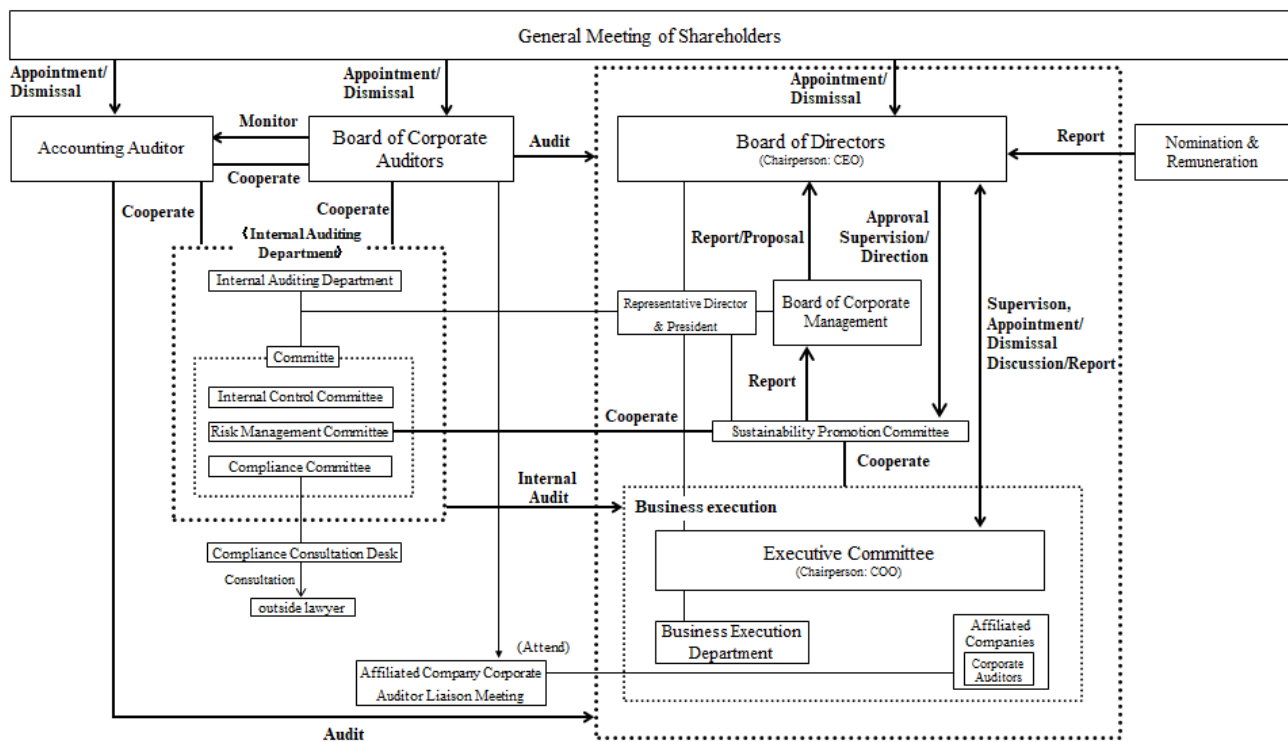 General Meeting of Shareholders
Appointment/
Dismissal
Appointment/
Dismissal
Appointment/
Dismissal
Accounting Auditor
Monitor
Cooperate
Board of Corporate
Auditors
Audit
Board of Directors
(Chairperson: CEO)
Report
Nomination &
Remuneration
Cooperate
Cooperate
{Internal Auditing
Department}
Internal Auditing Department
Report/Proposal
Approval
Supervision/
Direction
Representative Director
& President
Board of Corporate
Management
Supervison,
Appointment/
Dismissal
Discussion/Report
Committe
Internal Control Committee
Risk Management Committee
Compliance Committee
Report
Cooperate
Sustainability Promotion Committee
Cooperate
Internal
Audit
Business execution
Executive Committee
(Chairperson: COO)
Compliance Consultation Desk
Consultation
outside lawyer
Business Execution
Department
Affiliated
Companies
Corporate
Auditors
(Attend)
Affiliated Company Corporate
Auditor Liaison Meeting
Audit